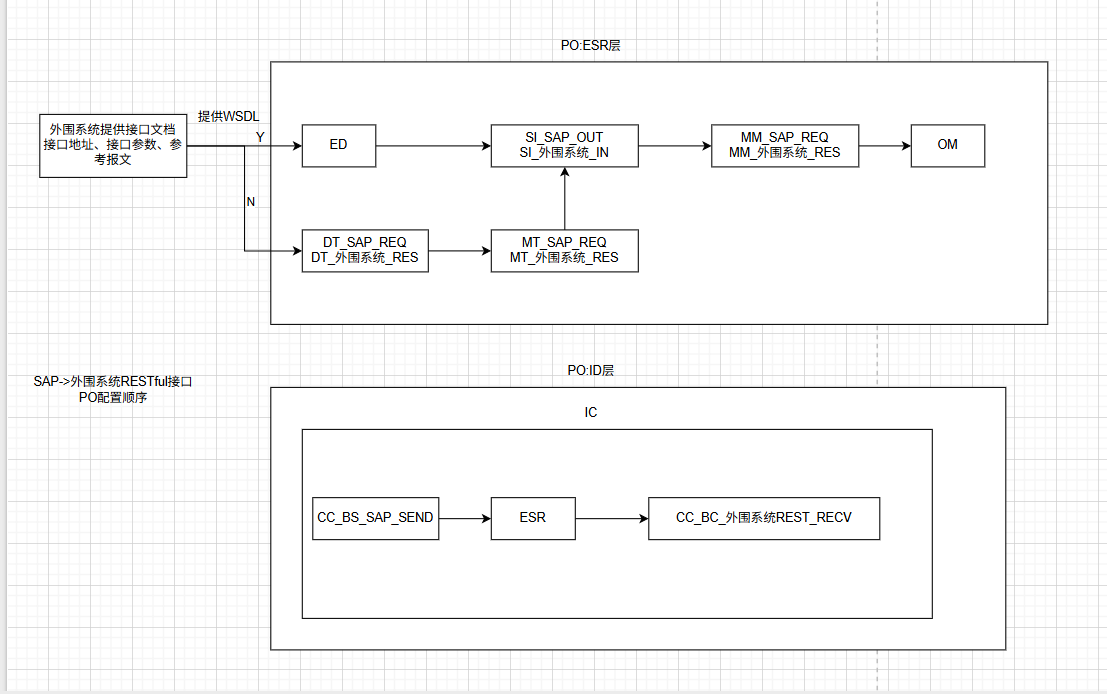 PO:ESR层
提供WSDL
外围系统提供接口文档
接口地址、接口参数、参
考报文
Y
ED
SI_SAP_OUT
SI_外围系统_IN
MM_SAP_REQ
MM_外围系统_RES
OM
N
DT_SAP_REQ
DT_外围系统_RES
MT_SAP_REQ
MT_外围系统_RES
SAP->外围系统RESTful接口
PO配置顺序
PO:ID层
IC
CC_BS_SAP_SEND
ESR
CC_BC_外围系统REST_RECV